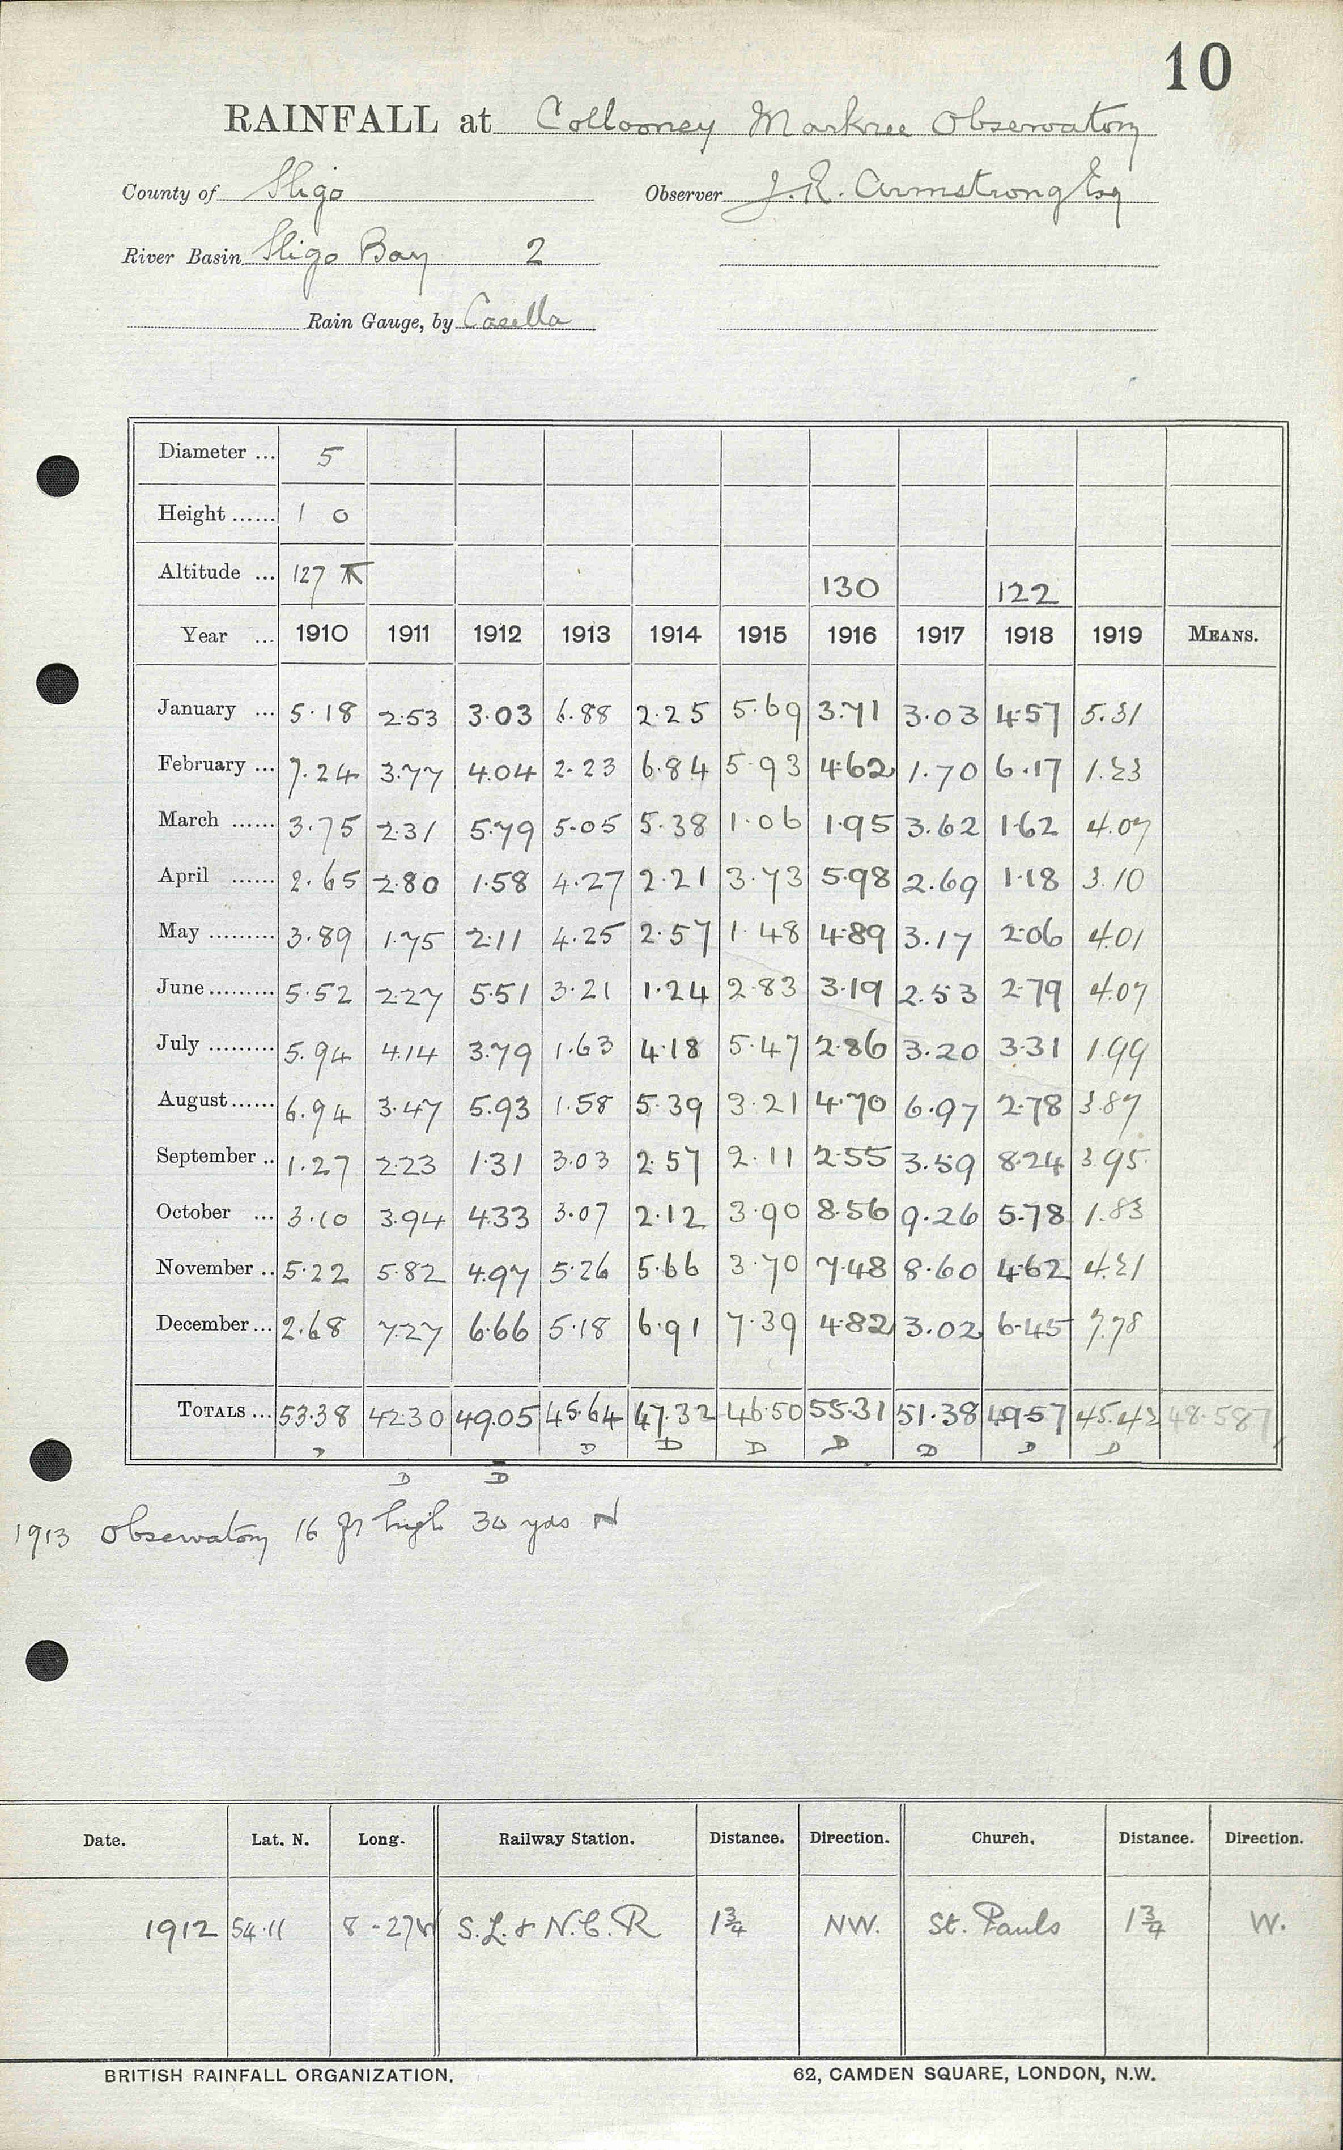 10
RAINFALL at Collooney Markree Observatory
County of Sligo Observer J. R. Armstrong Esq
River Basin Sligo Bay 2
Rain Gauge, by Casella
Diameter ... 5
Height ...... 1 0
Altitude ... 127 130 122
Year ... 1910 1911 1912 1913 1914 1915 1916 1917 1918 1919 MEANS.
January ... 5.18 2.53 3.03 6.88 2.25 5.69 3.71 3.03 4.57 5.31
February ... 7.24 3.77 4.04 2.23 6.84 5.93 4.62 1.70 6.17 1.23
March ...... 3.75 2.31 5.79 5.05 5.38 1.06 1.95 3.62 1.62 4.07
April ...... 2.65 2.80 1.58 4.27 2.21 3.73 5.98 2.69 1.18 3.10
May ......... 3.89 1.75 2.11 4.25 2.57 1.48 4.89 3.17 2.06 4.01
June ......... 5.52 2.27 5.51 3.21 1.24 2.83 3.19 2.53 2.79 4.07
July ......... 5.94 4.14 3.79 1.63 4.18 5.47 2.86 3.20 3.31 1.99
August ...... 6.94 3.47 5.93 1.58 5.39 3.21 4.70 6.97 2.78 3.87
September .. 1.27 2.23 1.31 3.03 2.57 2.11 2.55 3.59 8.24 3.95
October ... 3.10 3.94 4.33 3.07 2.12 3.90 8.56 9.26 5.78 1.83
November .. 5.22 5.82 4.97 5.26 5.66 3.70 7.48 8.60 4.62 4.21
December ... 2.68 7.27 6.66 5.18 6.91 7.39 4.82 3.02 6.45 7.78
TOTALS ... 53.38 42.30 49.05 45.64 47.32 46.50 55.31 51.38 49.57 45.42 48.587
D D D D D D D D
D D
1913 Observatory 16 ft high 30 yds N
Date. Lat. N. Long. Railway Station. Distance. Direction. Church. Distance. Direction.
1912 54.11 8-27W S.L. & N.C.R 1¾ NW. St. Pauls 1¾ W.
BRITISH RAINFALL ORGANIZATION. 62, CAMDEN SQUARE, LONDON, N.W.